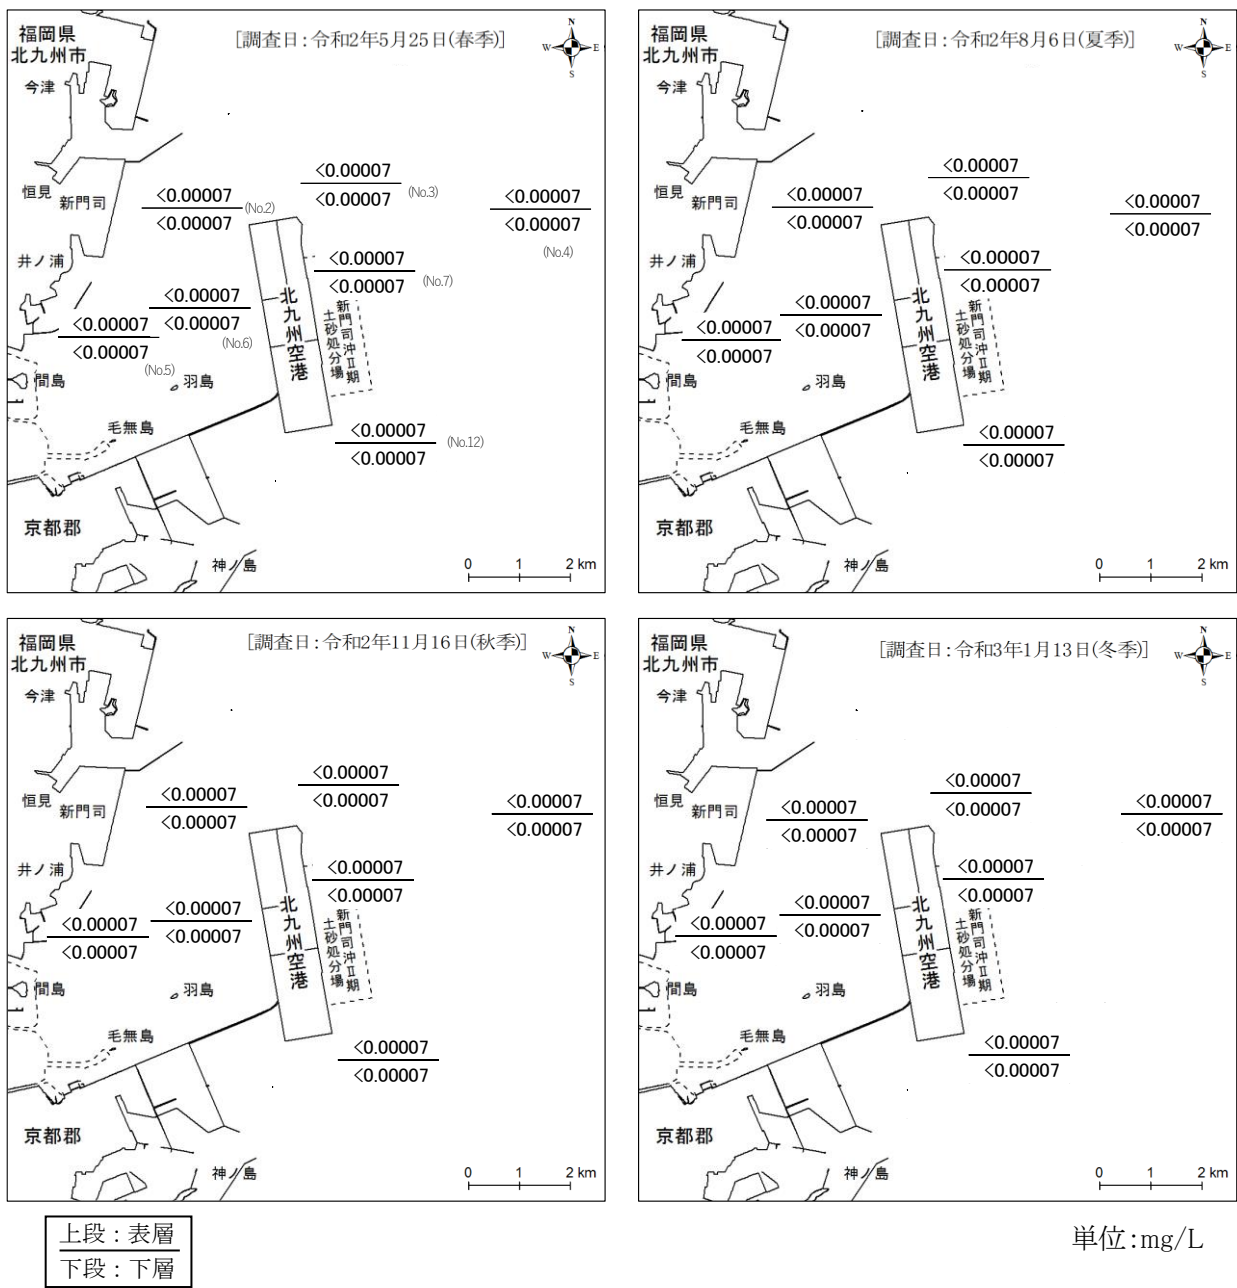 福岡県
北九州市
[調査日:令和2年5月25日(春季)]
N
W E
S
今津
恒見
新門司
<0.00007
<0.00007
(No.2)
<0.00007
<0.00007
(No.3)
<0.00007
<0.00007
(No.4)
井ノ浦
<0.00007
<0.00007
(No.7)
<0.00007
<0.00007
(No.6)
<0.00007
<0.00007
(No.5)
北九州空港
新門司沖Ⅱ期
土砂処分場
間島
羽島
毛無島
<0.00007
<0.00007
(No.12)
京都郡
神ノ島
0 1 2 km
福岡県
北九州市
[調査日:令和2年8月6日(夏季)]
N
W E
S
今津
恒見
新門司
<0.00007
<0.00007
<0.00007
<0.00007
<0.00007
<0.00007
井ノ浦
<0.00007
<0.00007
<0.00007
<0.00007
<0.00007
<0.00007
北九州空港
新門司沖Ⅱ期
土砂処分場
間島
羽島
毛無島
<0.00007
<0.00007
京都郡
神ノ島
0 1 2 km
福岡県
北九州市
[調査日:令和2年11月16日(秋季)]
N
W E
S
今津
恒見
新門司
<0.00007
<0.00007
<0.00007
<0.00007
<0.00007
<0.00007
井ノ浦
<0.00007
<0.00007
<0.00007
<0.00007
<0.00007
<0.00007
北九州空港
新門司沖Ⅱ期
土砂処分場
間島
羽島
毛無島
<0.00007
<0.00007
京都郡
神ノ島
0 1 2 km
福岡県
北九州市
[調査日:令和3年1月13日(冬季)]
N
W E
S
今津
恒見
新門司
<0.00007
<0.00007
<0.00007
<0.00007
<0.00007
<0.00007
井ノ浦
<0.00007
<0.00007
<0.00007
<0.00007
<0.00007
<0.00007
北九州空港
新門司沖Ⅱ期
土砂処分場
間島
羽島
毛無島
<0.00007
<0.00007
京都郡
神ノ島
0 1 2 km
上段:表層
下段:下層
単位:mg/L